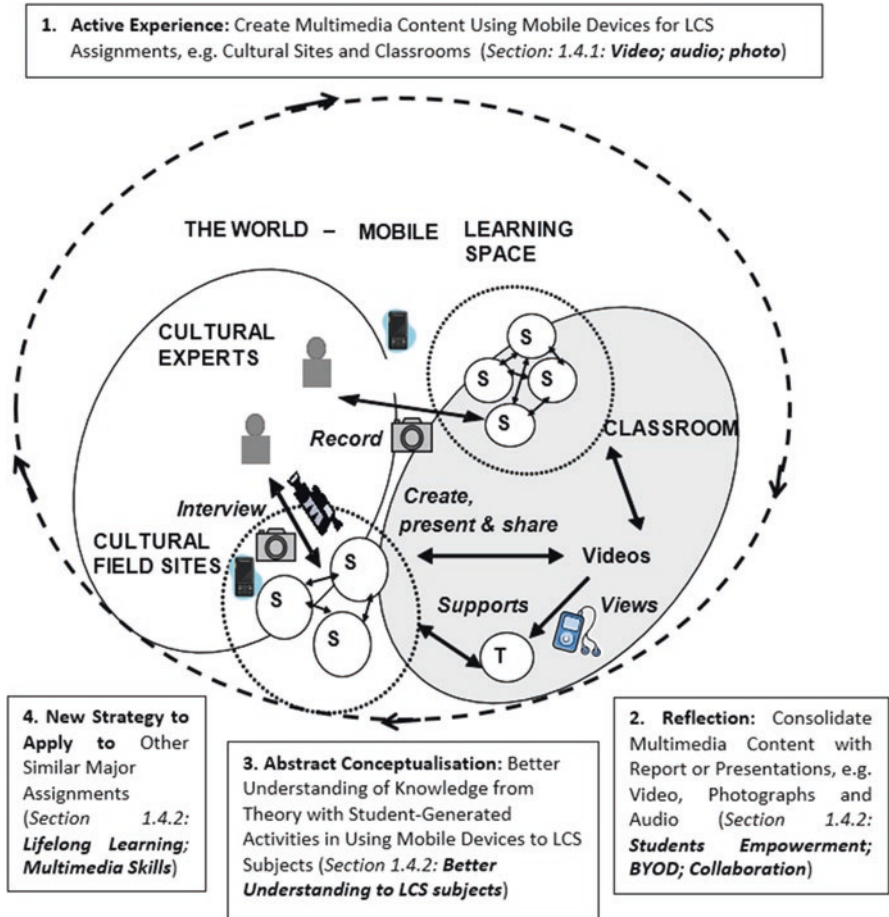 1. Active Experience: Create Multimedia Content Using Mobile Devices for LCS
Assignments, e.g. Cultural Sites and Classrooms (Section: 1.4.1: Video; audio; photo)
THE WORLD – MOBILE LEARNING
SPACE
CULTURAL
EXPERTS
S
S
S
S
Record
CLASSROOM
Interview
Create,
present & share
CULTURAL
FIELD SITES
S
S
S
Videos
Supports
Views
T
4. New Strategy to
Apply to Other
Similar Major
Assignments
(Section 1.4.2:
Lifelong Learning;
Multimedia Skills)
3. Abstract Conceptualisation: Better
Understanding of Knowledge from
Theory with Student-Generated
Activities in Using Mobile Devices to LCS
Subjects (Section 1.4.2: Better
Understanding to LCS subjects)
2. Reflection: Consolidate
Multimedia Content with
Report or Presentations, e.g.
Video, Photographs and
Audio (Section 1.4.2:
Students Empowerment;
BYOD; Collaboration)